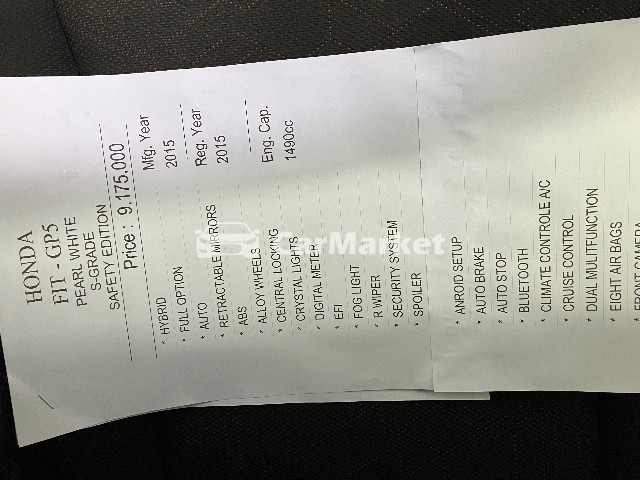 HONDA
FIT - GP5
PEARL WHITE
S-GRADE
SAFETY EDITION
Price : 9.175.000
Mfg. Year
2015
Reg. Year
2015
Eng. Cap.
1490cc
* HYBRID
* FULL OPTION
* AUTO
* RETRACTABLE MIRRORS
* ABS
* ALLOY WHEELS
* CENTRAL LOCKING
* CRYSTAL LIGHTS
* DIGITAL METER
* EFI
* FOG LIGHT
* R WIPER
* SECURITY SYSTEM
* SPOILER
* ANROID SETUP
* AUTO BRAKE
* AUTO STOP
* BLUETOOTH
* CLIMATE CONTROLE A/C
* CRUISE CONTROL
* DUAL MULITFUNCTION
* EIGHT AIR BAGS
* FRONT CAMERA
CarMarket